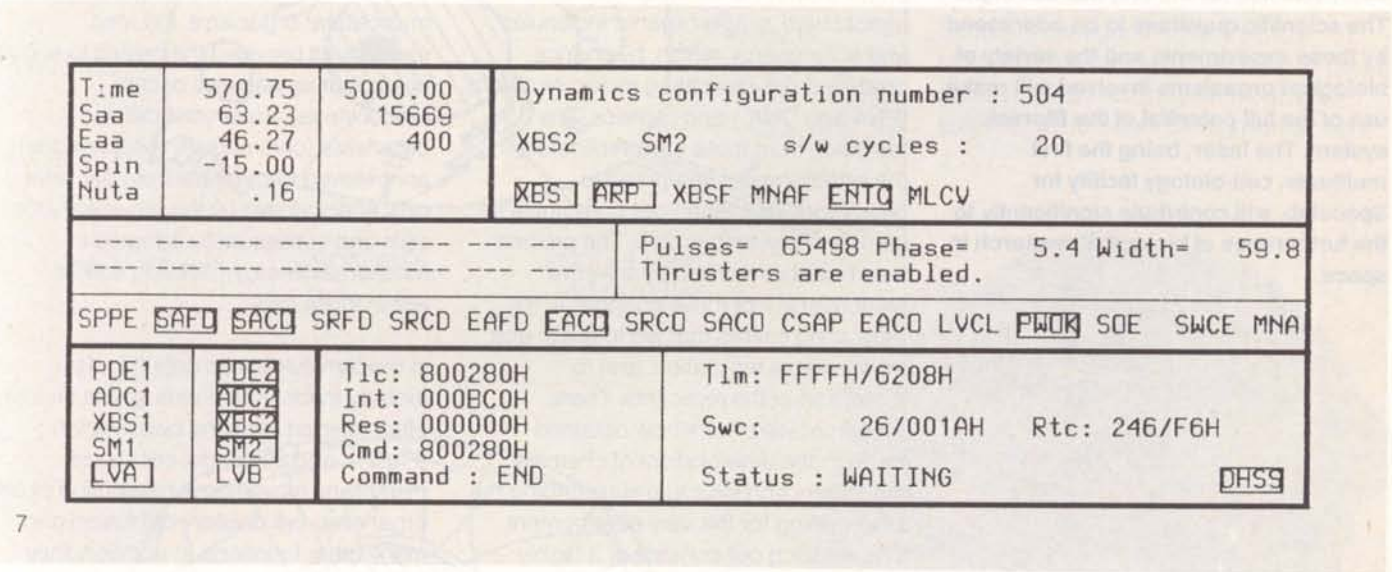 Time 570.75 5000.00 Dynamics configuration number : 504
Saa 63.23 15669
Eaa 46.27 400 XBS2 SM2 s/w cycles : 20
Spin -15.00
Nuta .16 XBS ARP XBSF MNAF ENTO MLCV
-------------------- Pulses= 65498 Phase= 5.4 Width= 59.8
-------------------- Thrusters are enabled.
SPPE SAFD SACD SRFD SRCD EAFD EACD SRCO SACO CSAP EACO LVCL PWOK SOE SWCE MNA
PDE1 PDE2 Tlc: 800280H Tlm: FFFFH/6208H
ADC1 ADC2 Int: 000BC0H
XBS1 XBS2 Res: 000000H Swc: 26/001AH Rtc: 246/F6H
SM1 SM2 Cmd: 800280H
LVA LVB Command : END Status : WAITING DHSS
7